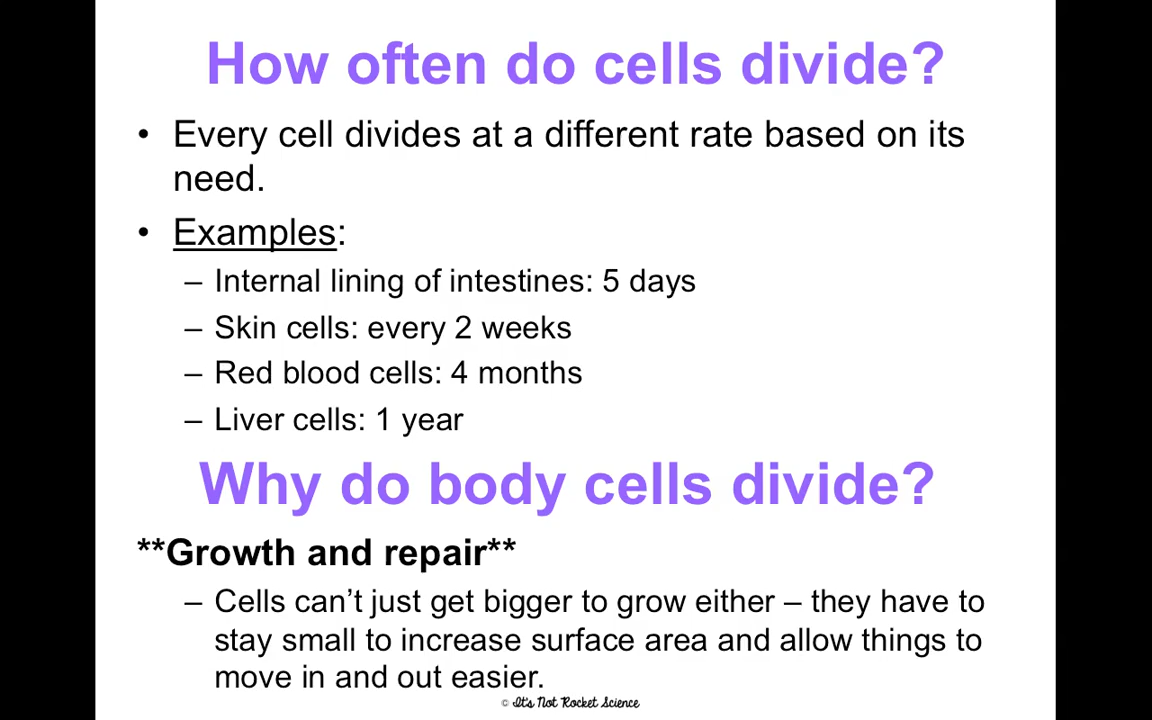 How often do cells divide?
• Every cell divides at a different rate based on its
need.
• Examples:
– Internal lining of intestines: 5 days
– Skin cells: every 2 weeks
– Red blood cells: 4 months
– Liver cells: 1 year
Why do body cells divide?
**Growth and repair**
– Cells can’t just get bigger to grow either – they have to
stay small to increase surface area and allow things to
move in and out easier.
© It's Not Rocket Science